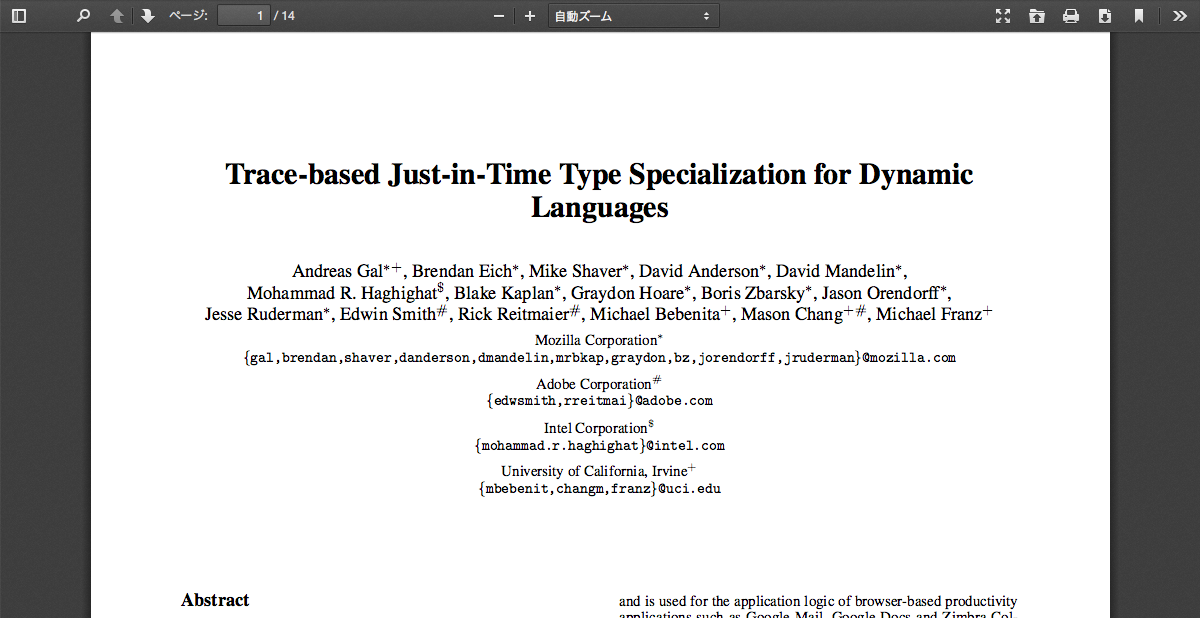 ページ: 1 / 14
自動ズーム
Trace-based Just-in-Time Type Specialization for Dynamic
Languages
Andreas Gal*+, Brendan Eich*, Mike Shaver*, David Anderson*, David Mandelin*,
Mohammad R. Haghighat$, Blake Kaplan*, Graydon Hoare*, Boris Zbarsky*, Jason Orendorff*,
Jesse Ruderman*, Edwin Smith#, Rick Reitmaier#, Michael Bebenita+, Mason Chang+#, Michael Franz+
Mozilla Corporation*
{gal,brendan,shaver,danderson,dmandelin,mrbkap,graydon,bz,jorendorff,jruderman}@mozilla.com
Adobe Corporation#
{edwsmith,rreitmai}@adobe.com
Intel Corporation$
{mohammad.r.haghighat}@intel.com
University of California, Irvine+
{mbebenit,changm,franz}@uci.edu
Abstract
and is used for the application logic of browser-based productivity
applications such as Google Mail, Google Docs and Zimbra Col-